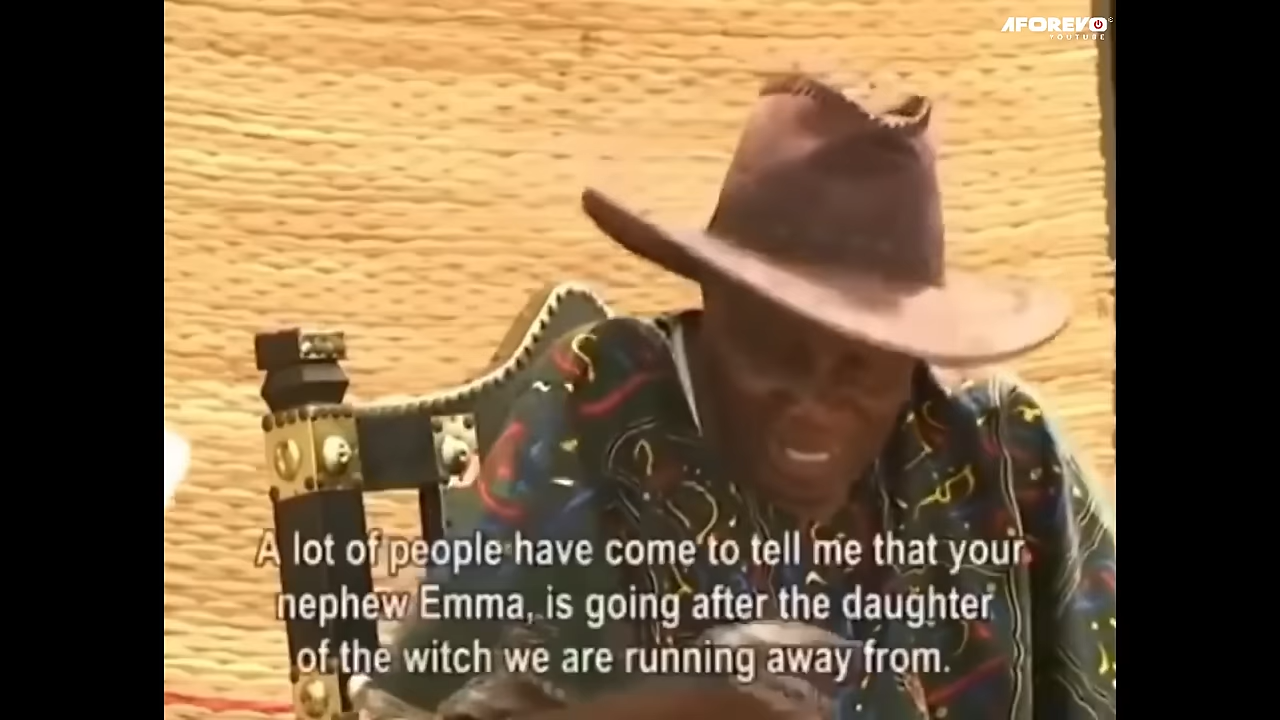 AFOREVO
YOUTUBE
A lot of people have come to tell me that your
nephew Emma, is going after the daughter
of the witch we are running away from.